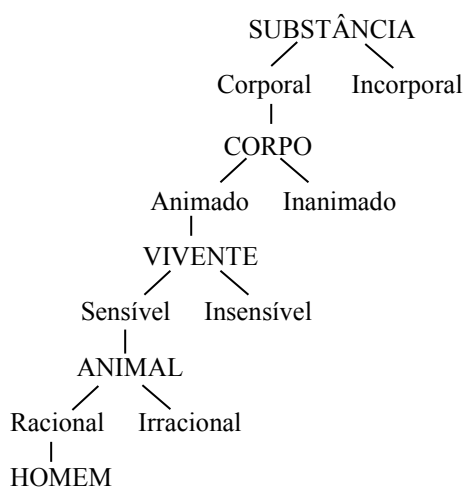 SUBSTÂNCIA
Corporal Incorporal
CORPO
Animado Inanimado
VIVENTE
Sensível Insensível
ANIMAL
Racional Irracional
HOMEM